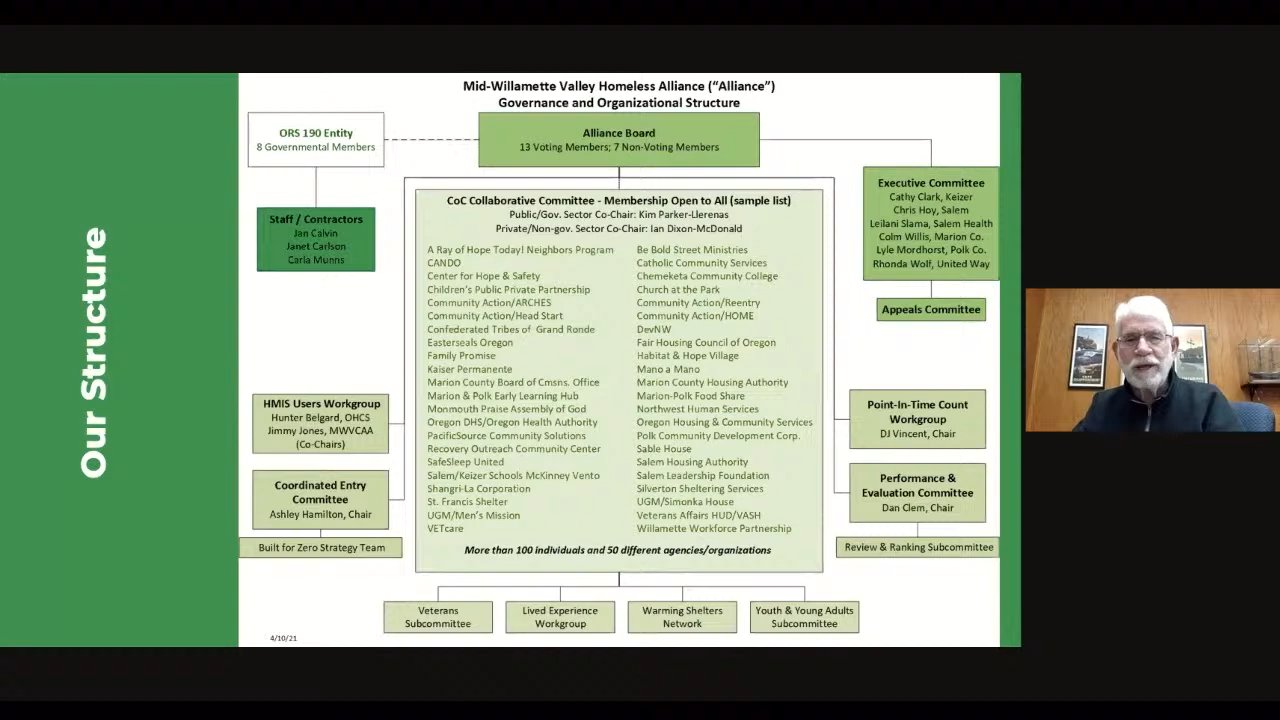 Our Structure
Mid-Willamette Valley Homeless Alliance (“Alliance”)
Governance and Organizational Structure
ORS 190 Entity
8 Governmental Members
Alliance Board
13 Voting Members; 7 Non-Voting Members
Staff / Contractors
Jan Calvin
Janet Carlson
Carla Munns
Executive Committee
Cathy Clark, Keizer
Chris Hoy, Salem
Leilani Slama, Salem Health
Colm Willis, Marion Co.
Lyle Mordhorst, Polk Co.
Rhonda Wolf, United Way
Appeals Committee
CoC Collaborative Committee - Membership Open to All (sample list)
Public/Gov. Sector Co-Chair: Kim Parker-Llerenas
Private/Non-gov. Sector Co-Chair: Ian Dixon-McDonald
A Ray of Hope Today! Neighbors Program
CANDO
Center for Hope & Safety
Children’s Public Private Partnership
Community Action/ARCHES
Community Action/Head Start
Confederated Tribes of Grand Ronde
Easterseals Oregon
Family Promise
Kaiser Permanente
Marion County Board of Cmsns. Office
Marion & Polk Early Learning Hub
Monmouth Praise Assembly of God
Oregon DHS/Oregon Health Authority
PacificSource Community Solutions
Recovery Outreach Community Center
SafeSleep United
Salem/Keizer Schools McKinney Vento
Shangri-La Corporation
St. Francis Shelter
UGM/Men’s Mission
VETcare
Be Bold Street Ministries
Catholic Community Services
Chemeketa Community College
Church at the Park
Community Action/Reentry
Community Action/HOME
DevNW
Fair Housing Council of Oregon
Habitat & Hope Village
Mano a Mano
Marion County Housing Authority
Marion-Polk Food Share
Northwest Human Services
Oregon Housing & Community Services
Polk Community Development Corp.
Sable House
Salem Housing Authority
Salem Leadership Foundation
Silverton Sheltering Services
UGM/Simonka House
Veterans Affairs HUD/VASH
Willamette Workforce Partnership
More than 100 individuals and 50 different agencies/organizations
HMIS Users Workgroup
Hunter Belgard, OHCS
Jimmy Jones, MWVCAA
(Co-Chairs)
Coordinated Entry
Committee
Ashley Hamilton, Chair
Built for Zero Strategy Team
Point-In-Time Count
Workgroup
DJ Vincent, Chair
Performance &
Evaluation Committee
Dan Clem, Chair
Review & Ranking Subcommittee
Veterans
Subcommittee
Lived Experience
Workgroup
Warming Shelters
Network
Youth & Young Adults
Subcommittee
4/10/21